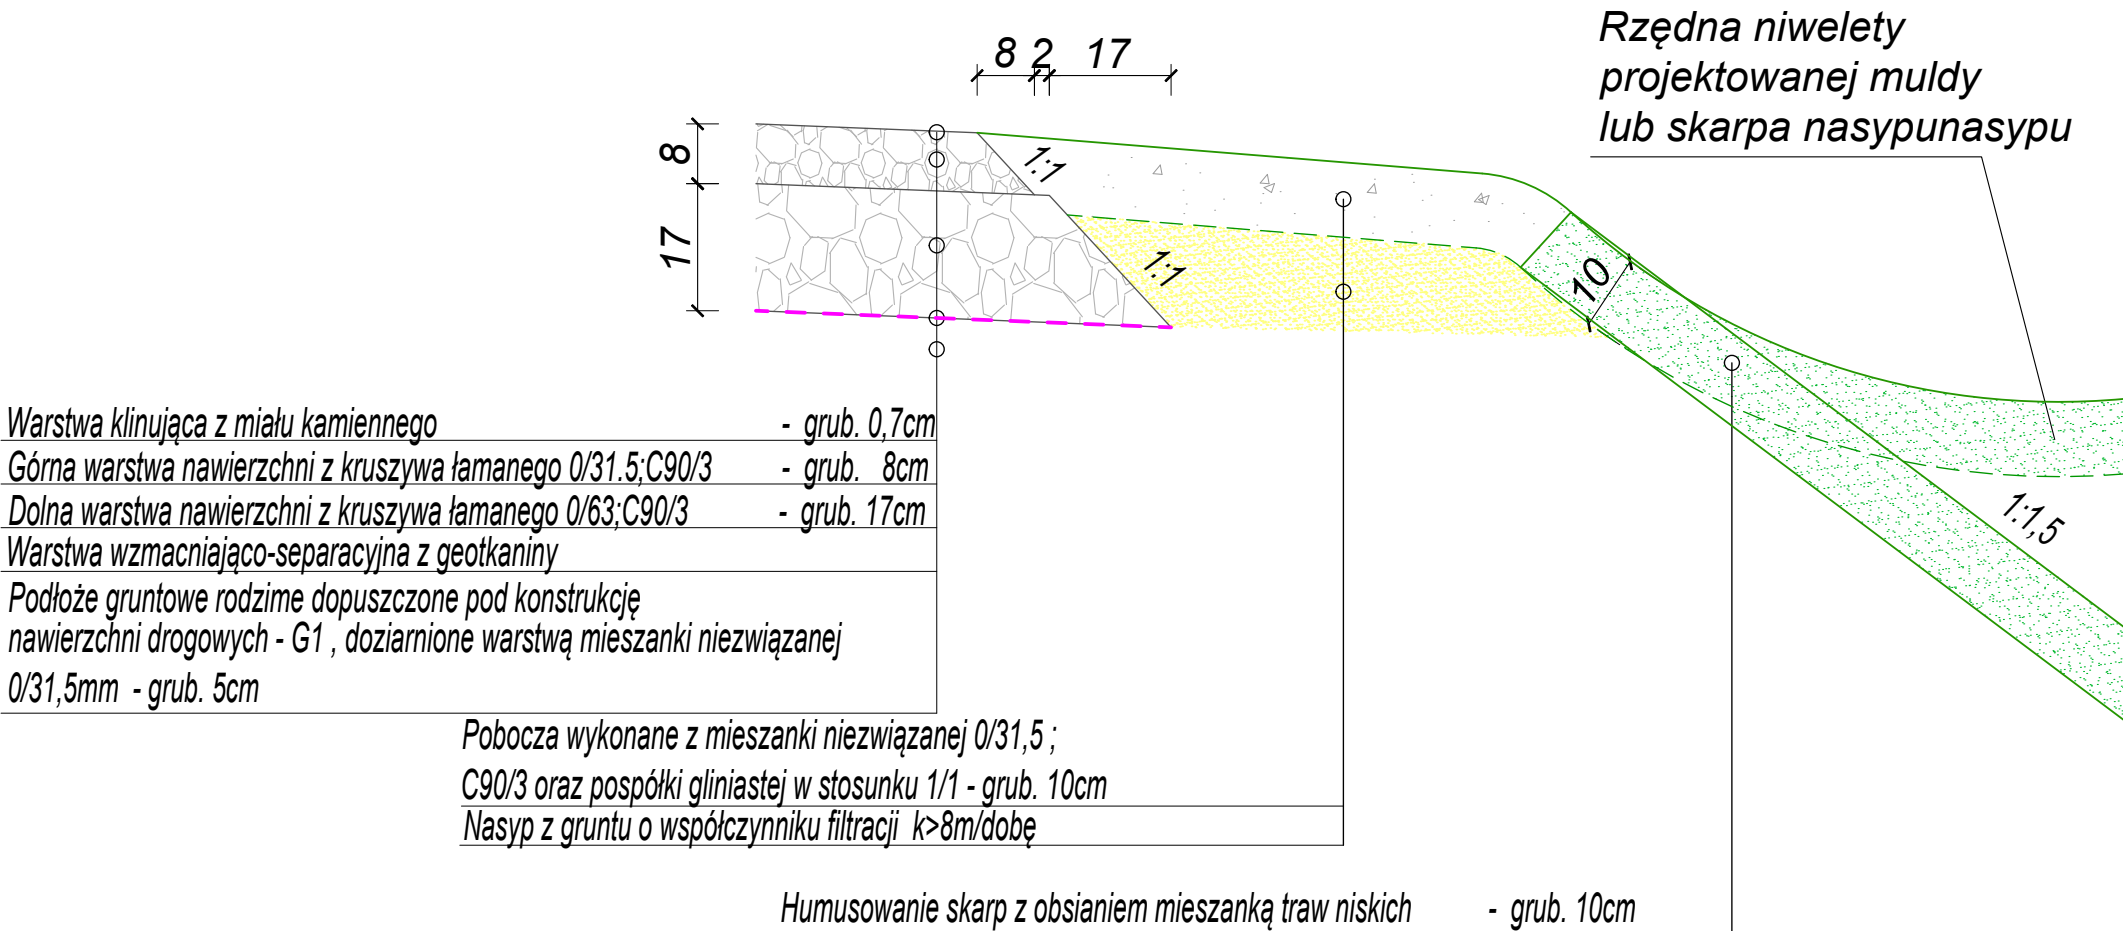 Rzędna niwelety
projektowanej muldy
lub skarpa nasypunasypu
8 2 17
8
17
1:1
1:1
10
1:1,5
Warstwa klinująca z miału kamiennego - grub. 0,7cm
Górna warstwa nawierzchni z kruszywa łamanego 0/31.5;C90/3 - grub. 8cm
Dolna warstwa nawierzchni z kruszywa łamanego 0/63;C90/3 - grub. 17cm
Warstwa wzmacniająco-separacyjna z geotkaniny
Podłoże gruntowe rodzime dopuszczone pod konstrukcję
nawierzchni drogowych - G1 , doziarnione warstwą mieszanki niezwiązanej
0/31,5mm - grub. 5cm
Pobocza wykonane z mieszanki niezwiązanej 0/31,5 ;
C90/3 oraz pospółki gliniastej w stosunku 1/1 - grub. 10cm
Nasyp z gruntu o współczynniku filtracji k>8m/dobę
Humusowanie skarp z obsianiem mieszanką traw niskich - grub. 10cm